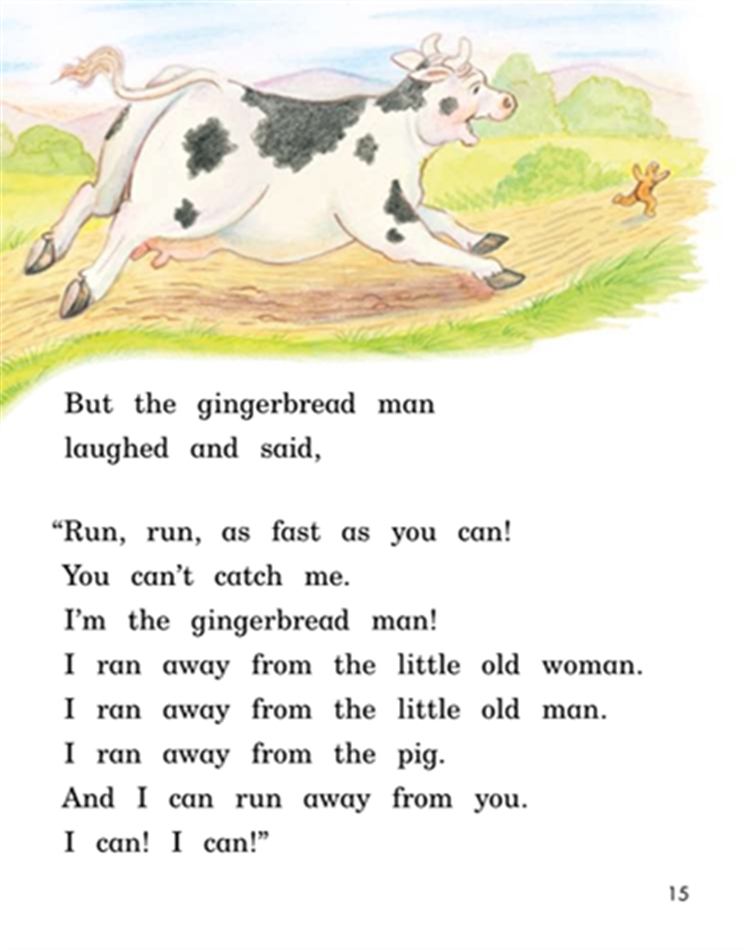 But the gingerbread man
laughed and said,
“Run, run, as fast as you can!
You can’t catch me.
I’m the gingerbread man!
I ran away from the little old woman.
I ran away from the little old man.
I ran away from the pig.
And I can run away from you.
I can! I can!”
15